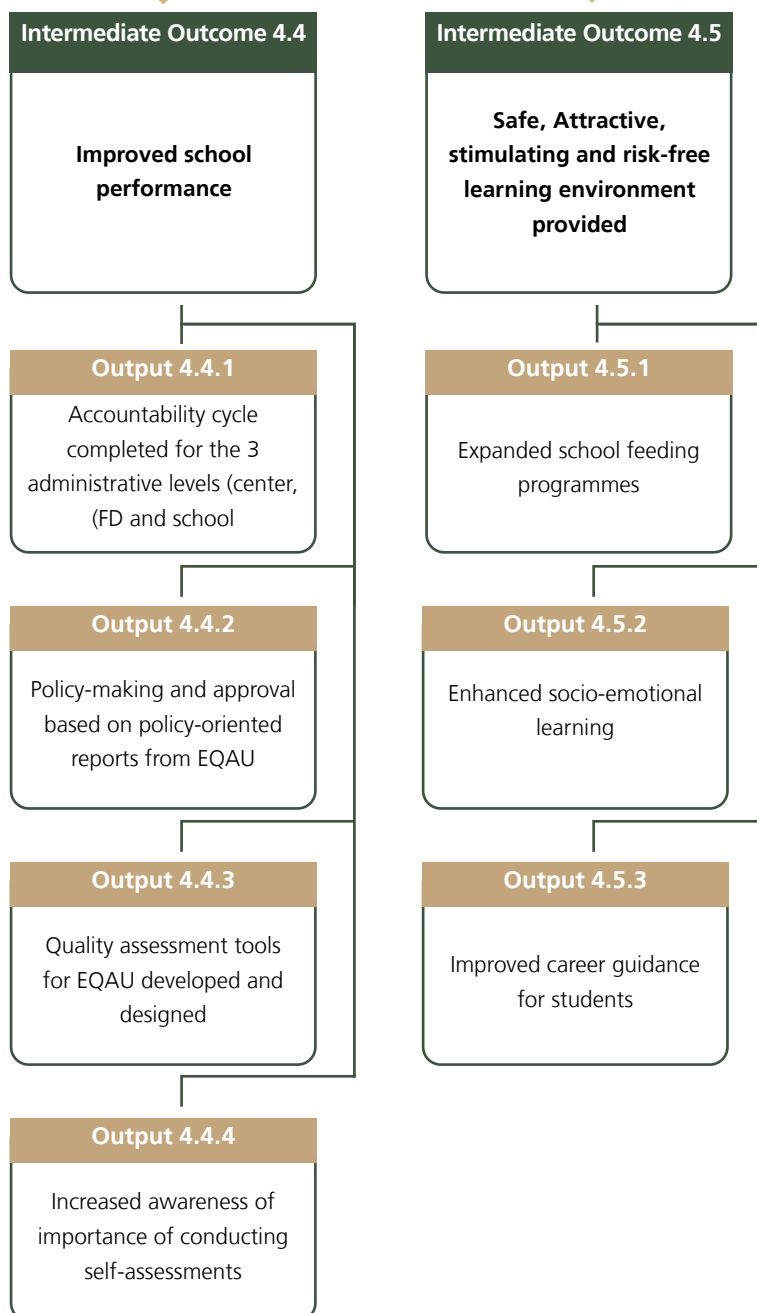 Intermediate Outcome 4.4
Improved school
performance
Output 4.4.1
Accountability cycle
completed for the 3
administrative levels (center,
(FD and school
Output 4.4.2
Policy-making and approval
based on policy-oriented
reports from EQAU
Output 4.4.3
Quality assessment tools
for EQAU developed and
designed
Output 4.4.4
Increased awareness of
importance of conducting
self-assessments
Intermediate Outcome 4.5
Safe, Attractive,
stimulating and risk-free
learning environment
provided
Output 4.5.1
Expanded school feeding
programmes
Output 4.5.2
Enhanced socio-emotional
learning
Output 4.5.3
Improved career guidance
for students